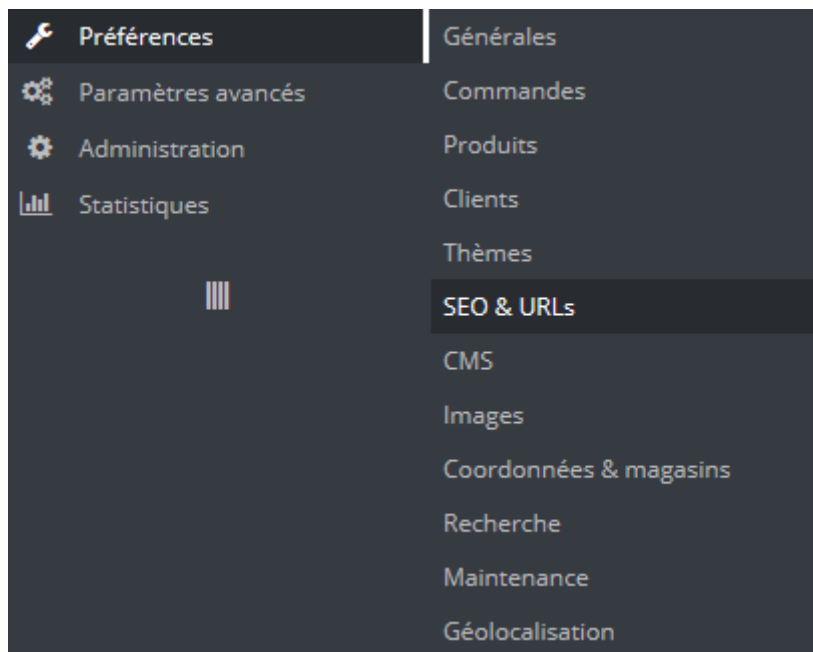 Préférences
Paramètres avancés
Administration
Statistiques
Générales
Commandes
Produits
Clients
Thèmes
SEO & URLs
CMS
Images
Coordonnées & magasins
Recherche
Maintenance
Géolocalisation